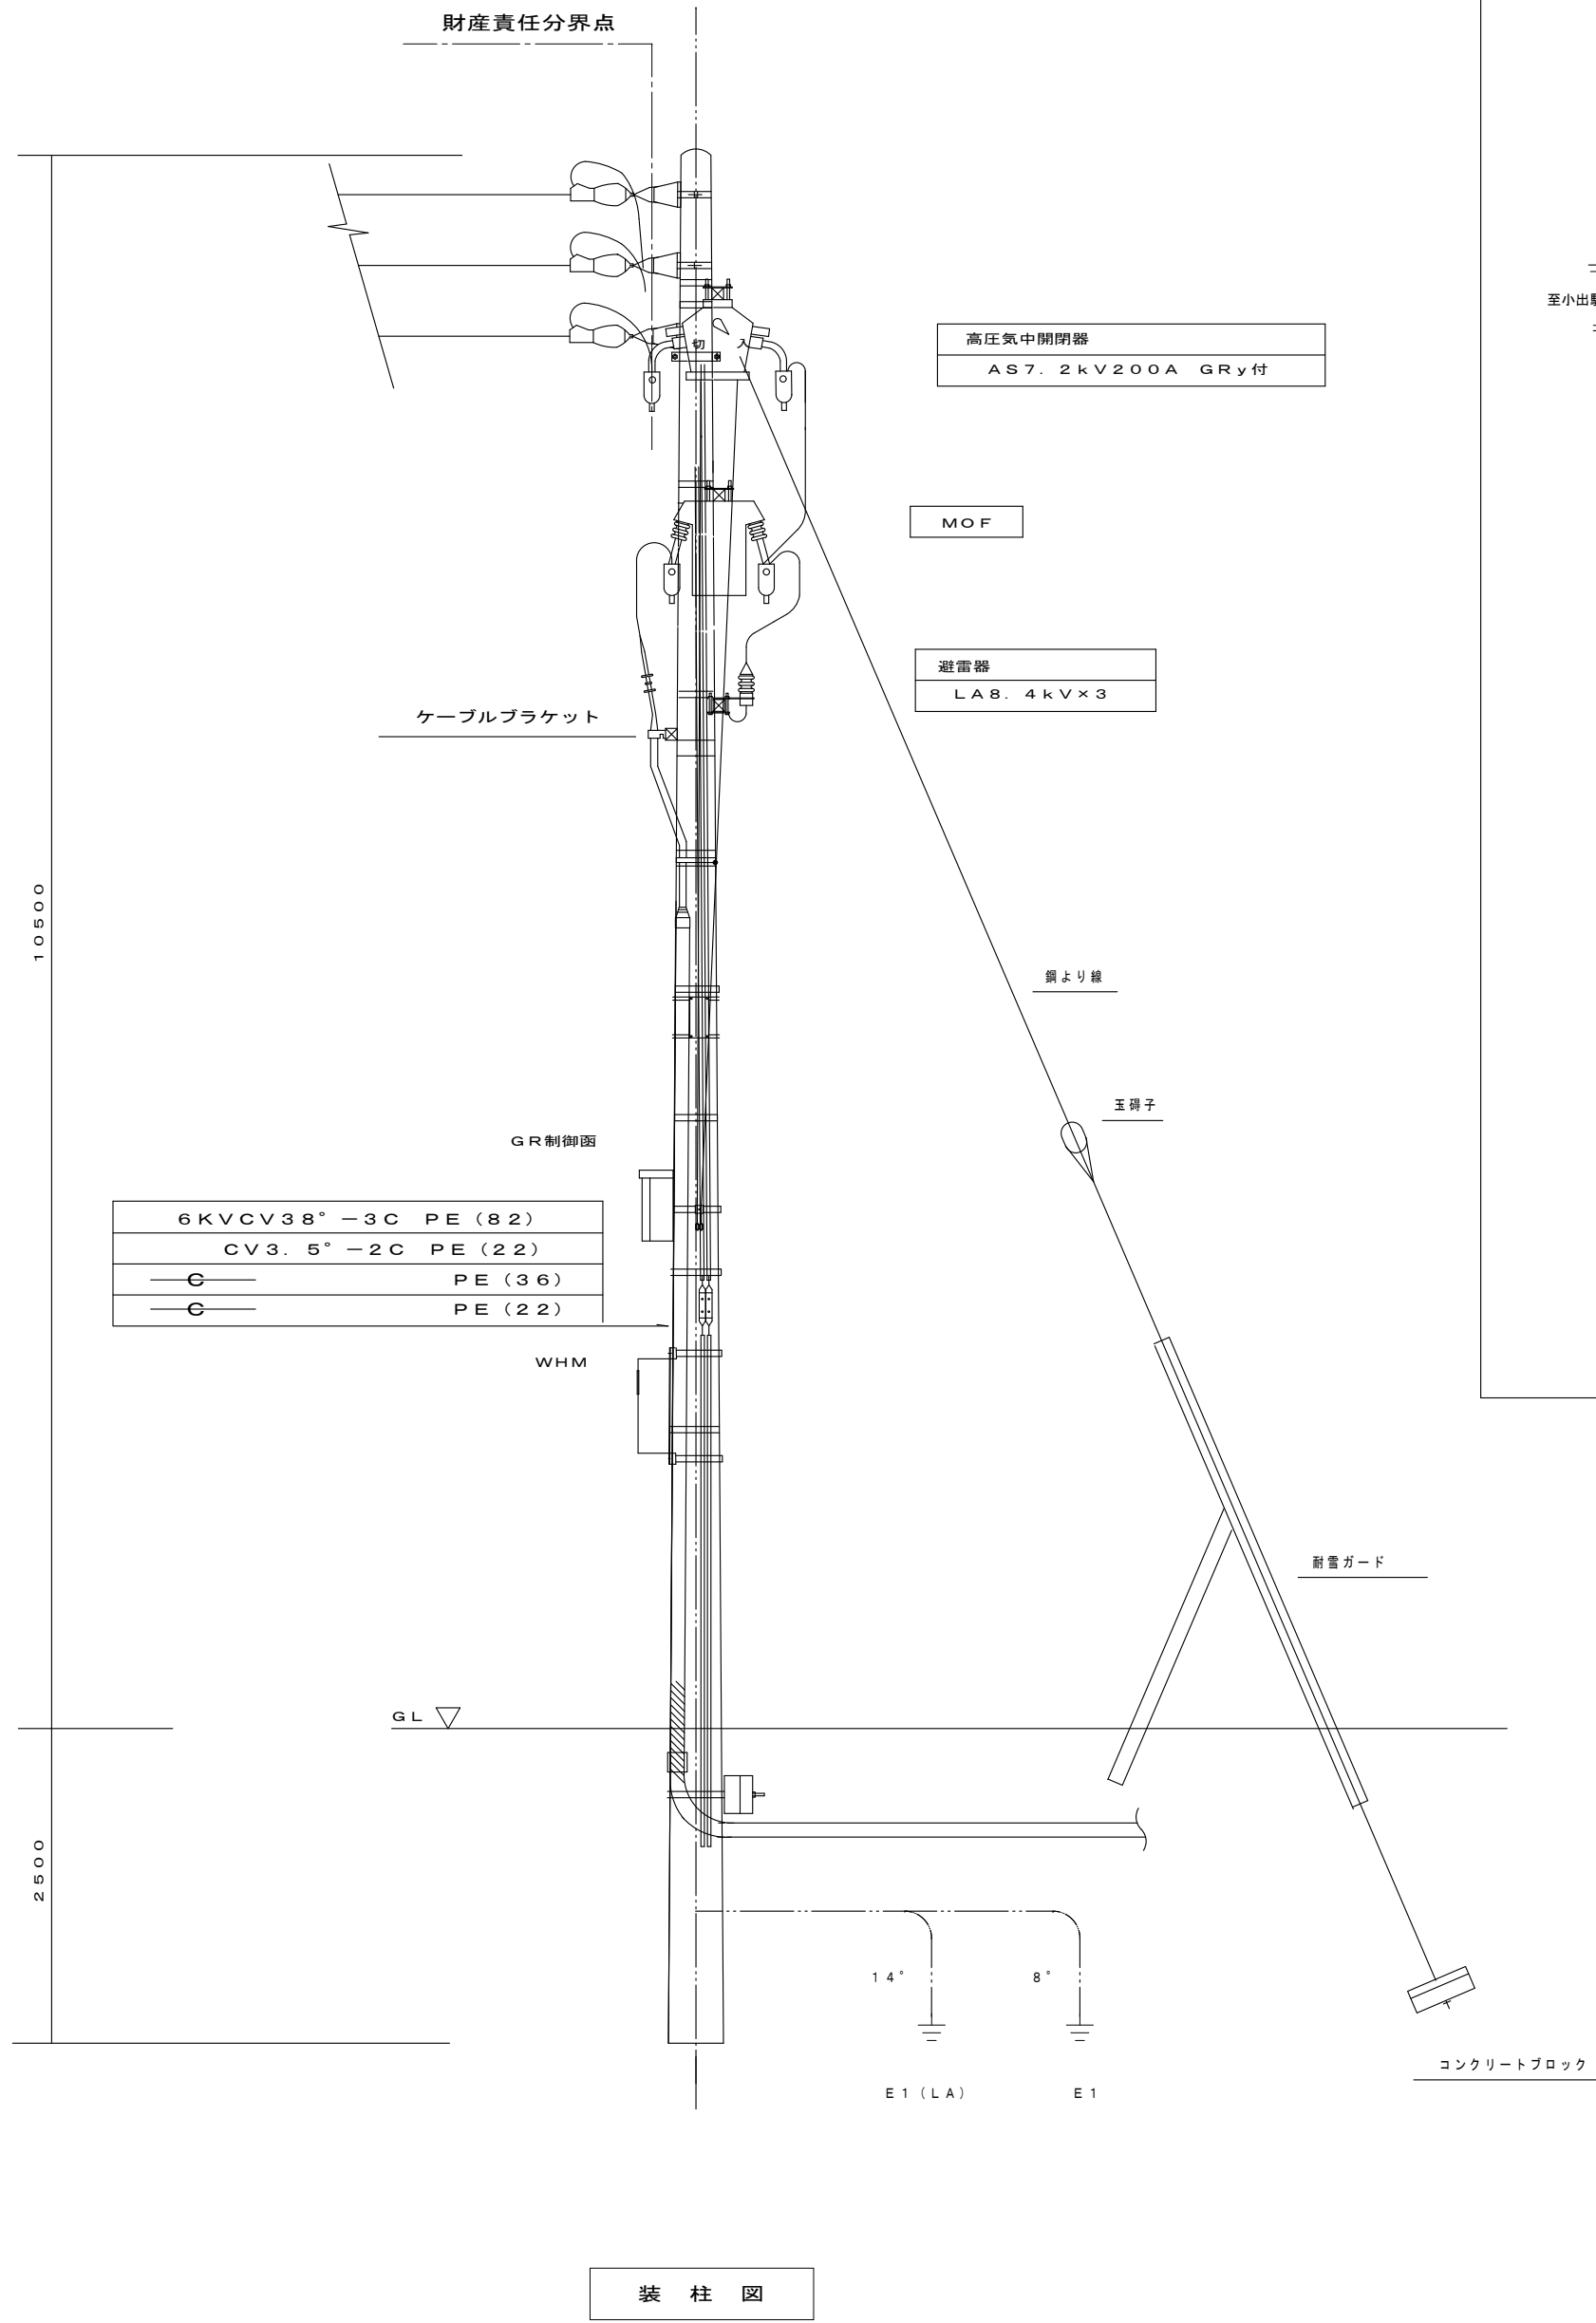 財産責任分界点
切 入
高圧気中開閉器
AS7.2kV200A GRy付
MOF
避雷器
LA8.4kV×3
ケーブルブラケット
10500
鋼より線
玉碍子
GR制御函
6KVCV38°-3C PE(82)
CV3.5°-2C PE(22)
C PE(36)
C PE(22)
WHM
耐雪ガード
GL
2500
14°
8°
E1(LA)
E1
コンクリートブロック
装柱図
至小出